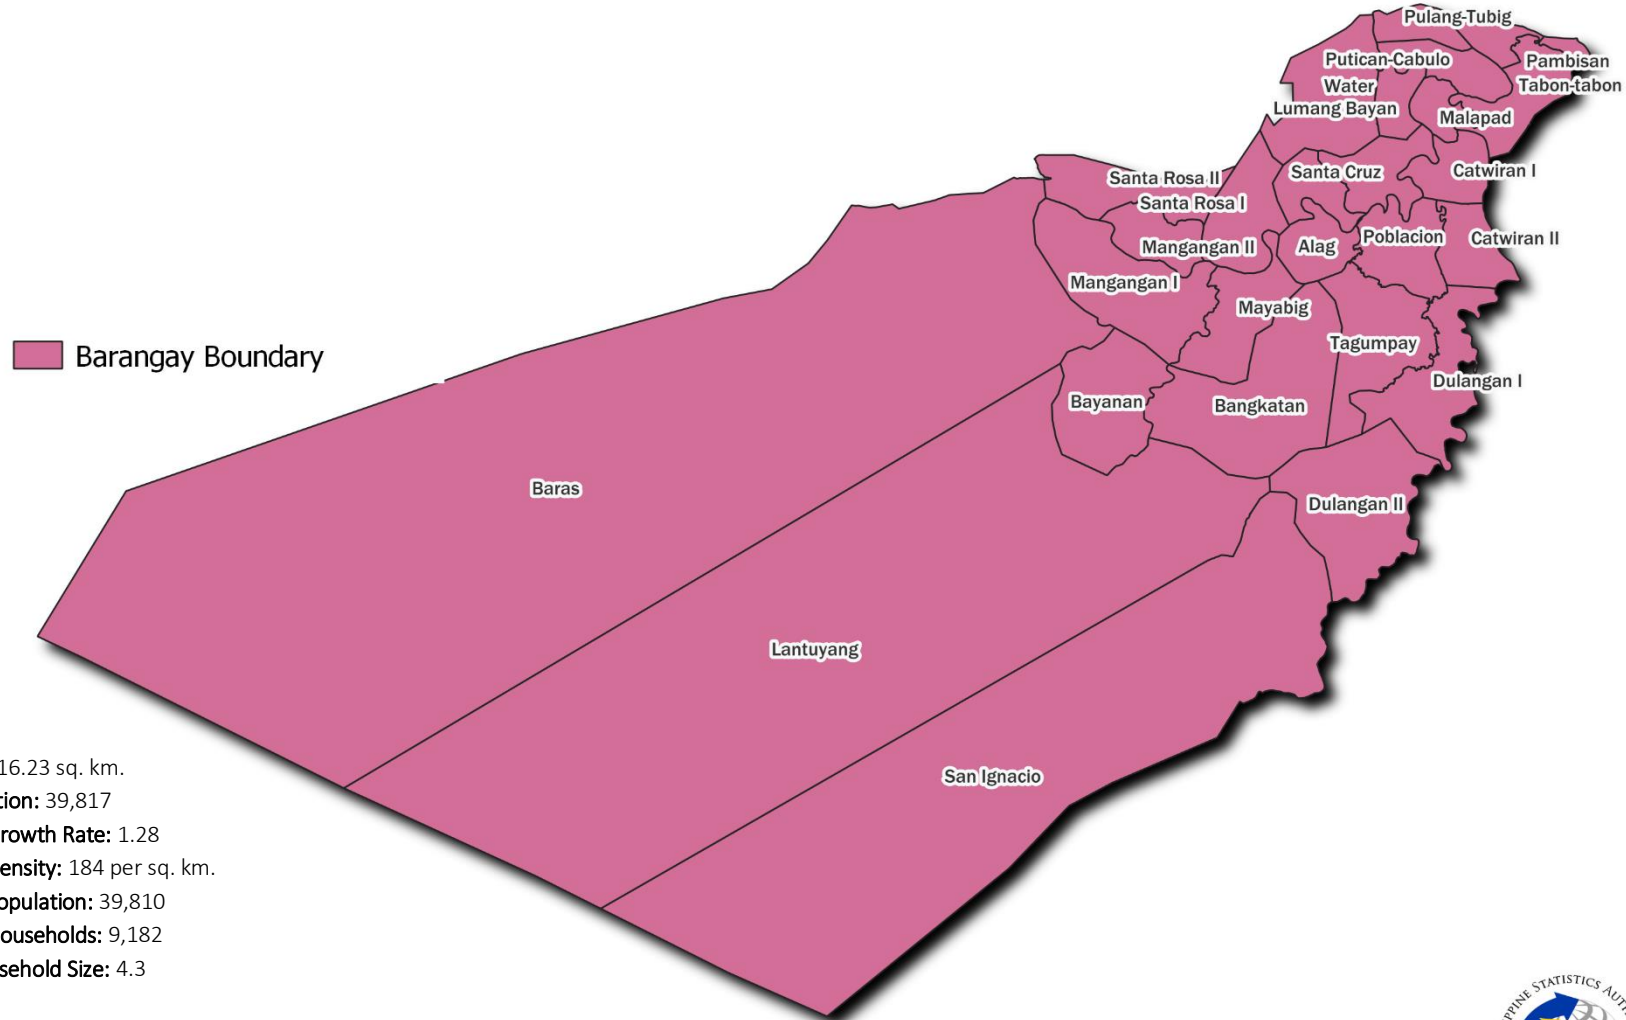 Pulang-Tubig
Putican-Cabulo
Pambisan
Water
Tabon-tabon
Lumang Bayan
Malapad
Santa Rosa II
Santa Cruz
Catwiran I
Santa Rosa I
Mangangan II
Alag
Poblacion
Catwiran II
Mangangan I
Mayabig
Tagumpay
Barangay Boundary
Dulangan I
Bayanan
Bangkatan
Baras
Dulangan II
Lantuyang
San Ignacio
16.23 sq. km.
tion: 39,817
rowth Rate: 1.28
ensity: 184 per sq. km.
opulation: 39,810
ouseholds: 9,182
sehold Size: 4.3
PPINE STATISTICS AUT